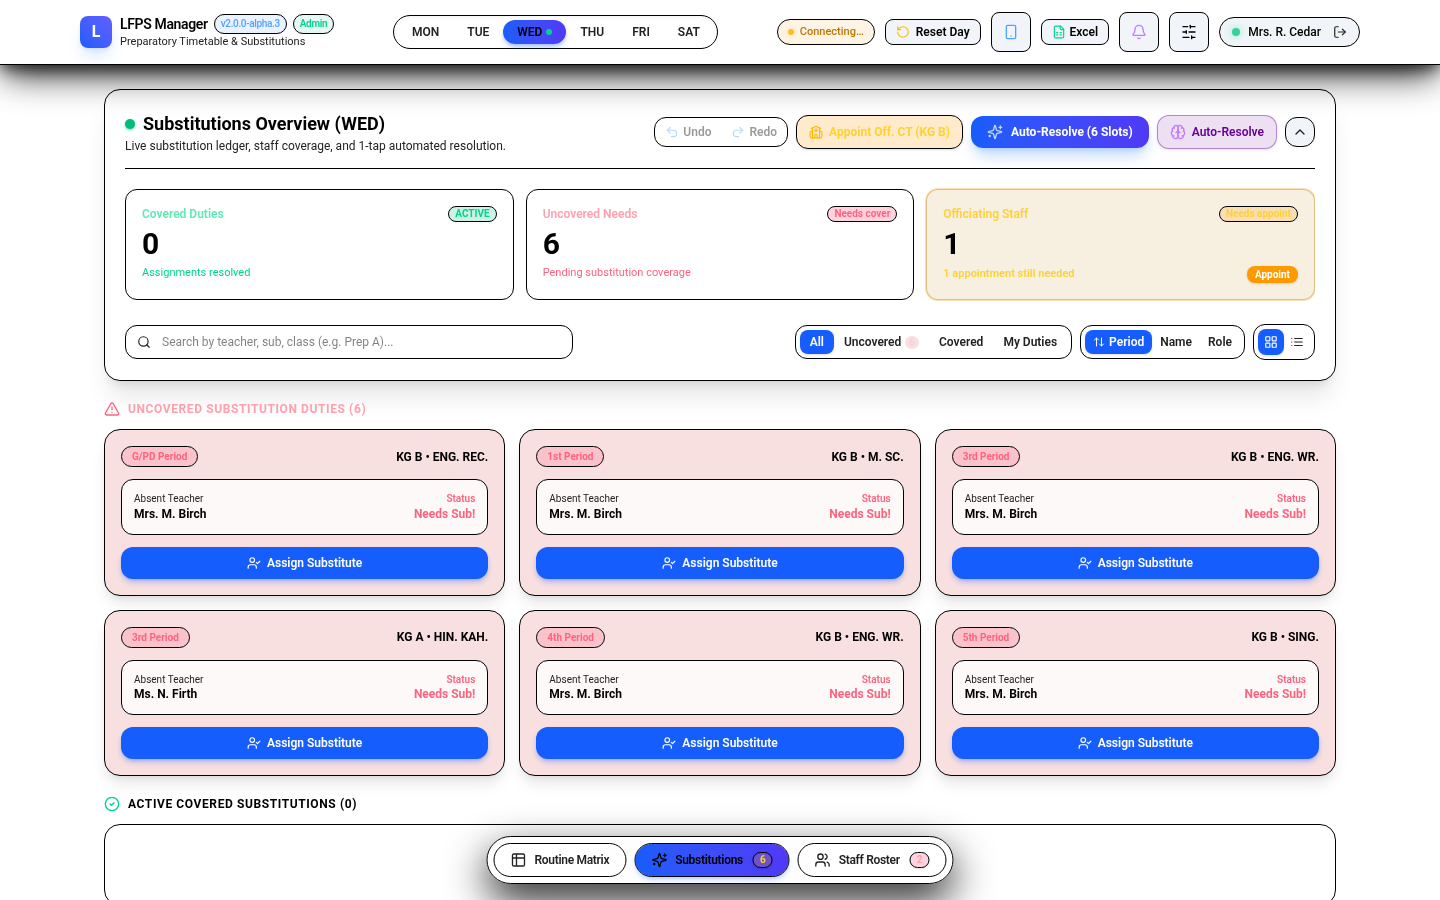 L
LFPS Manager v2.0.0-alpha.3 Admin
Preparatory Timetable & Substitutions
MON TUE WED THU FRI SAT
Connecting... Reset Day Excel Mrs. R. Cedar
Substitutions Overview (WED)
Live substitution ledger, staff coverage, and 1-tap automated resolution.
Undo Redo Appoint Off. CT (KG B) Auto-Resolve (6 Slots) Auto-Resolve
Covered Duties ACTIVE
0
Assignments resolved
Uncovered Needs Needs cover
6
Pending substitution coverage
Officiating Staff Needs appoint
1
1 appointment still needed Appoint
Search by teacher, sub, class (e.g. Prep A)...
All Uncovered 6 Covered My Duties
Period Name Role
UNCOVERED SUBSTITUTION DUTIES (6)
G/PD Period KG B • ENG. REC.
Absent Teacher Status
Mrs. M. Birch Needs Sub!
Assign Substitute
1st Period KG B • M. SC.
Absent Teacher Status
Mrs. M. Birch Needs Sub!
Assign Substitute
3rd Period KG B • ENG. WR.
Absent Teacher Status
Mrs. M. Birch Needs Sub!
Assign Substitute
3rd Period KG A • HIN. KAH.
Absent Teacher Status
Ms. N. Firth Needs Sub!
Assign Substitute
4th Period KG B • ENG. WR.
Absent Teacher Status
Mrs. M. Birch Needs Sub!
Assign Substitute
5th Period KG B • SING.
Absent Teacher Status
Mrs. M. Birch Needs Sub!
Assign Substitute
ACTIVE COVERED SUBSTITUTIONS (0)
Routine Matrix Substitutions 6 Staff Roster 2